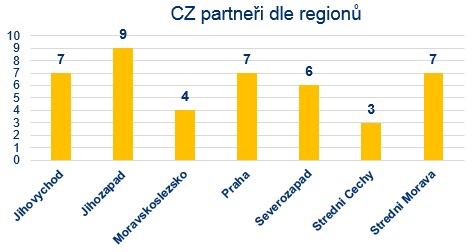 CZ partneři dle regionů
10
9
8
7
6
5
4
3
2
1
0
7
9
4
7
6
3
7
Jihovychod
Jihozapad
Moravskoslezsko
Praha
Severozapad
Stredni Cechy
Stredni Morava